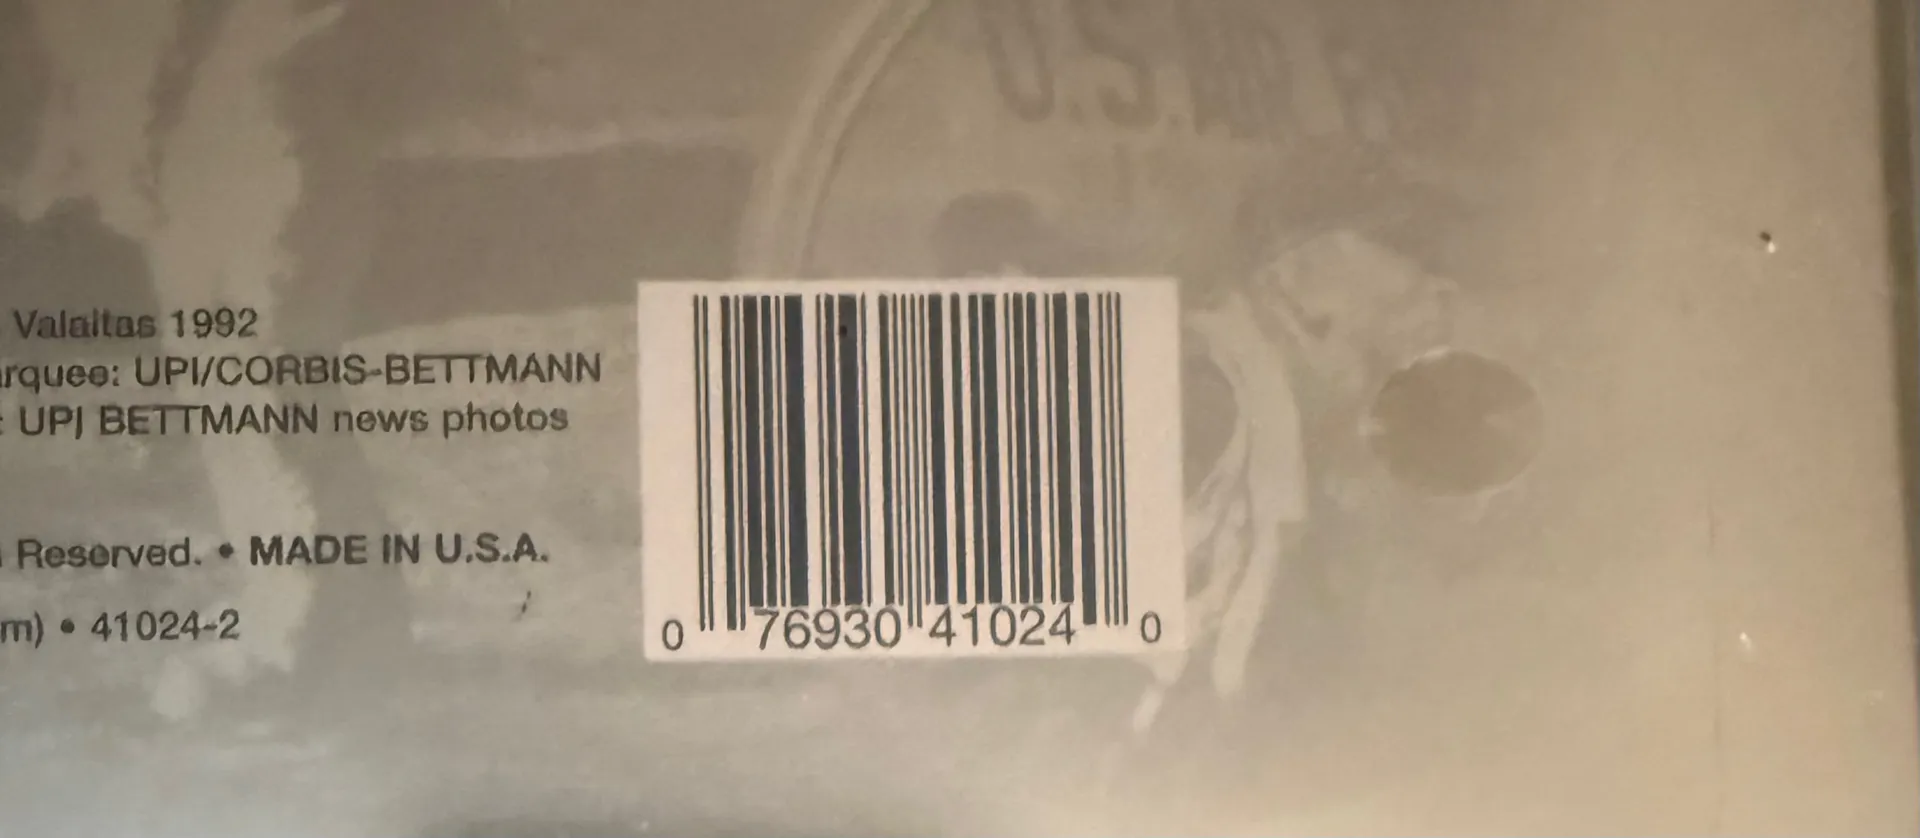 U.S.
Valaitas 1992
rquee: UPI/CORBIS-BETTMANN
: UPI BETTMANN news photos
Reserved. • MADE IN U.S.A.
m) • 41024-2
0 76930 41024 0